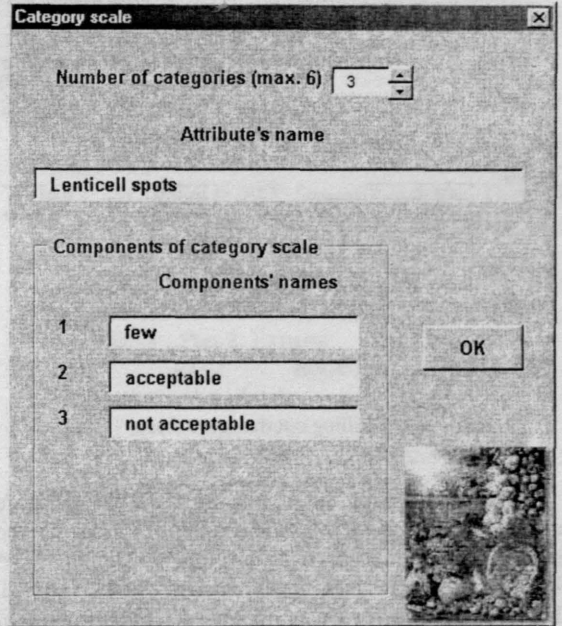 Category scale
Number of categories (max. 6) 3
Attribute's name
Lenticell spots
Components of category scale
Components' names
1 few
2 acceptable
3 not acceptable
OK